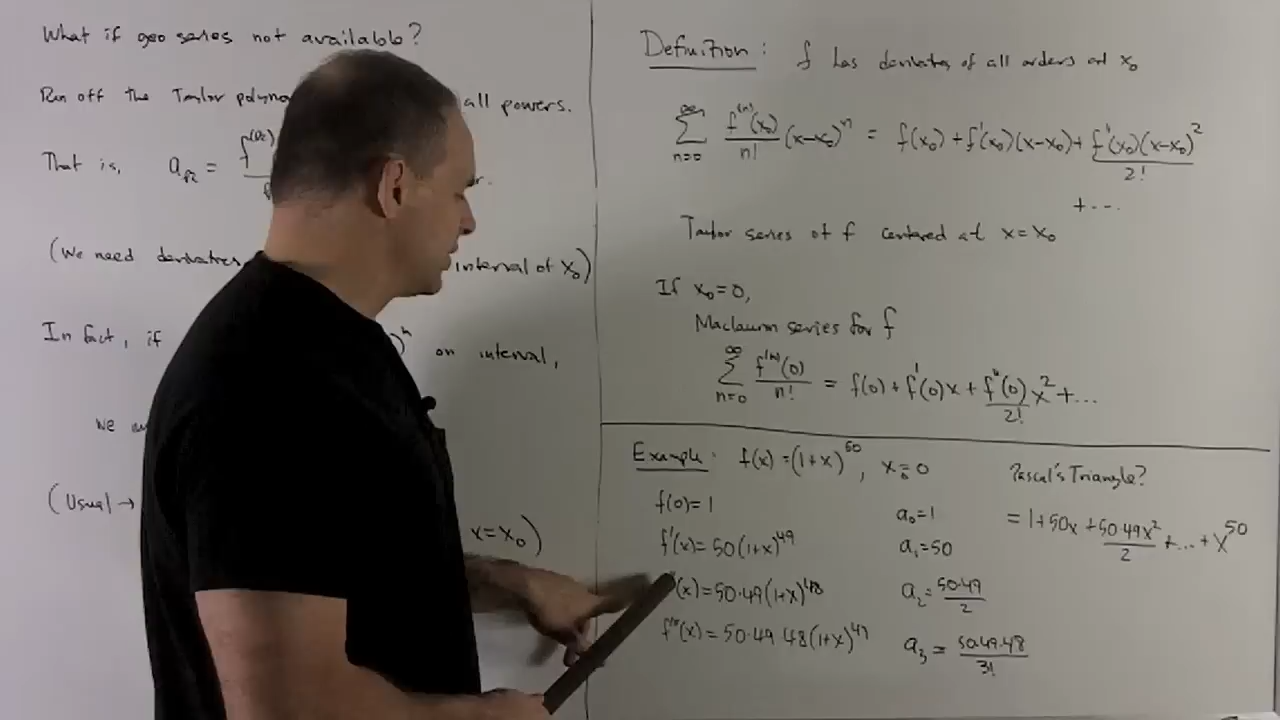 What if geo series not available?
Run off the Taylor all powers.
That is,
(We need derivatives interval of x₀)
In fact, if on interval,
we
(Usual → x=x₀)
Definition: f has derivates of all orders at x₀
∑_{n=0}^{∞} f⁽ⁿ⁾(x₀)/n! (x-x₀)ⁿ = f(x₀) + f'(x₀)(x-x₀) + f''(x₀)(x-x₀)²/2!
+ ...
Taylor series of f centered at x=x₀
If x₀=0,
Maclaurin series for f
∑_{n=0}^{∞} f⁽ⁿ⁾(0)/n! = f(0) + f'(0)x + f''(0)/2! x² + ...
Example: f(x) = (1+x)⁵⁰, x₀=0
f(0)=1 a₀=1
f'(x)=50(1+x)⁴⁹ a₁=50
(x)=50·49(1+x)⁴⁸ a₂=50·49/2
f'''(x) = 50·49 48(1+x)⁴⁷ a₃ = 50·49·48/3!
Pascal's Triangle?
= 1+50x + 50·49x²/2 + ... + x⁵⁰